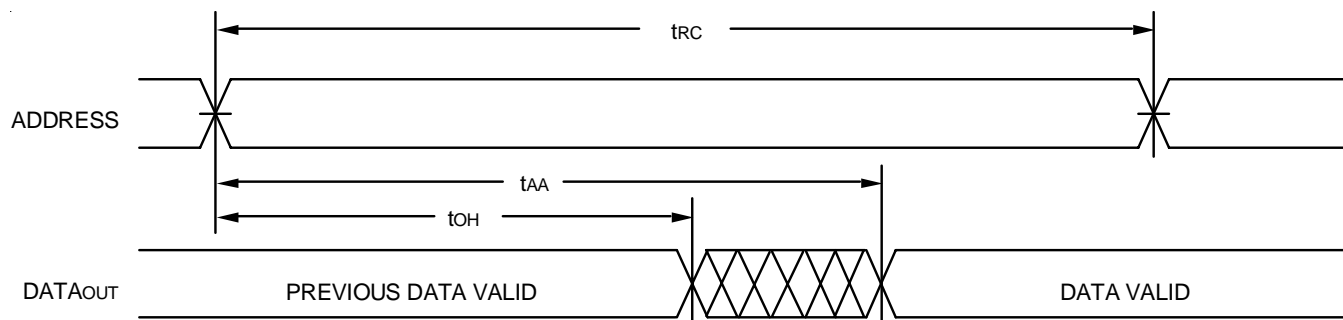 tRC
ADDRESS
tAA
tOH
DATAOUT
PREVIOUS DATA VALID
DATA VALID